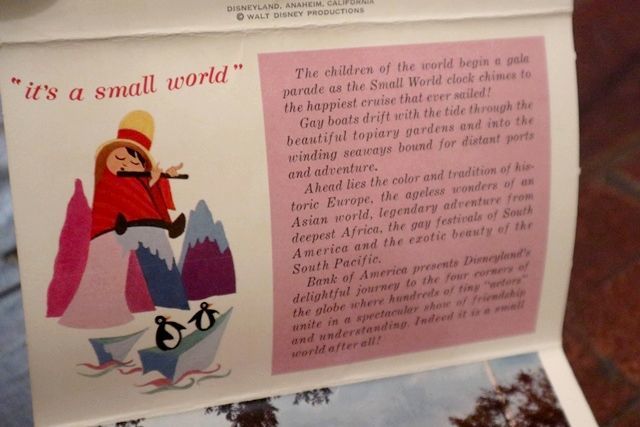 DISNEYLAND, ANAHEIM, CALIFORNIA
© WALT DISNEY PRODUCTIONS
"it's a small world"
The children of the world begin a gala
parade as the Small World clock chimes to
the happiest cruise that ever sailed!
Gay boats drift with the tide through the
beautiful topiary gardens and into the
winding seaways bound for distant ports
and adventure.
Ahead lies the color and tradition of his-
toric Europe, the ageless wonders of an
Asian world, legendary adventure from
deepest Africa, the gay festivals of South
America and the exotic beauty of the
South Pacific.
Bank of America presents Disneyland's
delightful journey to the four corners of
the globe where hundreds of tiny "actors"
unite in a spectacular show of friendship
and understanding. Indeed it is a small
world after all!